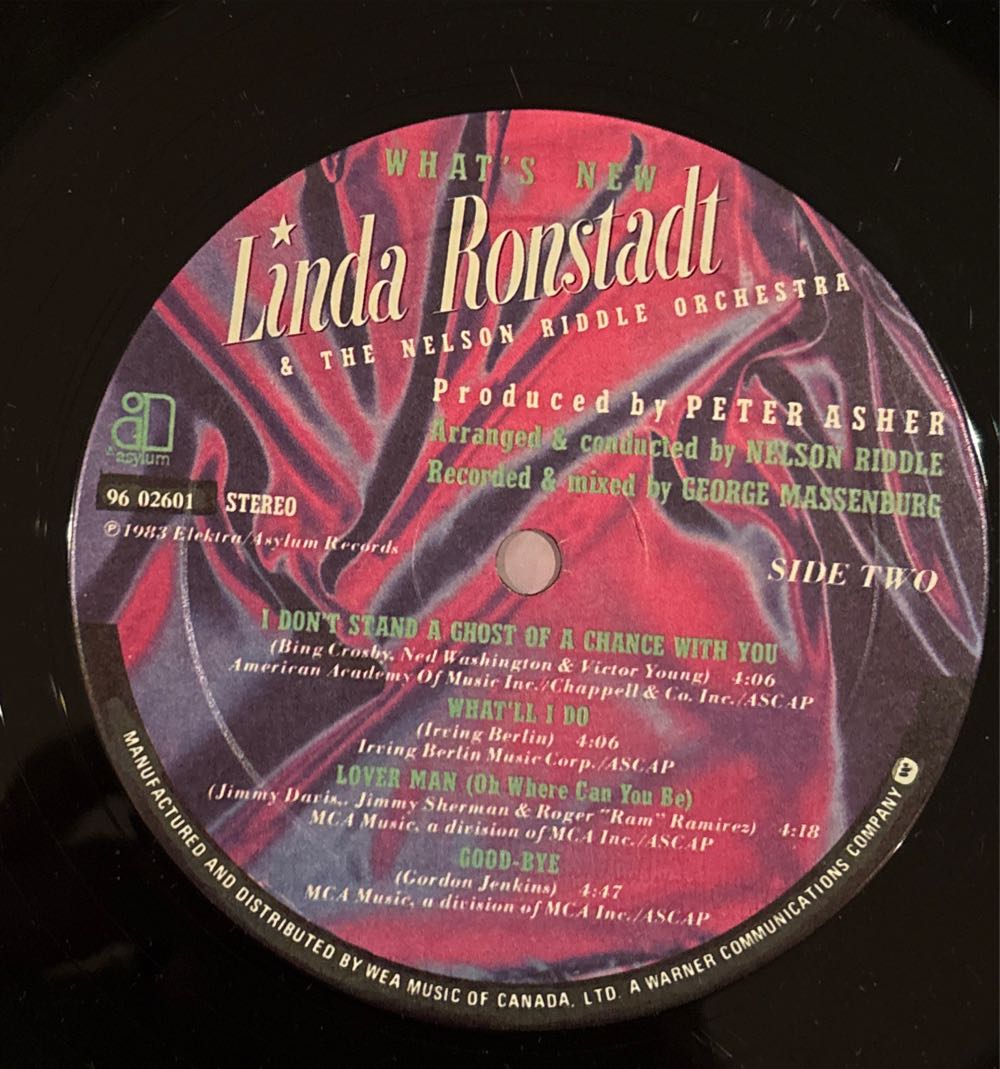 WHAT'S NEW
Linda Ronstadt
& THE NELSON RIDDLE ORCHESTRA
Produced by PETER ASHER
Arranged & conducted by NELSON RIDDLE
Recorded & mixed by GEORGE MASSENBURG
asylum
96 02601 STEREO
℗ 1983 Elektra/Asylum Records
SIDE TWO
I DON'T STAND A GHOST OF A CHANCE WITH YOU
(Bing Crosby, Ned Washington & Victor Young) 4:06
American Academy Of Music Inc./Chappell & Co. Inc./ASCAP
WHAT'LL I DO
(Irving Berlin) 4:06
Irving Berlin Music Corp./ASCAP
LOVER MAN (Oh Where Can You Be)
(Jimmy Davis,. Jimmy Sherman & Roger "Ram" Ramirez) 4:18
MCA Music, a division of MCA Inc./ASCAP
GOOD-BYE
(Gordon Jenkins) 4:47
MCA Music, a division of MCA Inc./ASCAP
MANUFACTURED AND DISTRIBUTED BY WEA MUSIC OF CANADA, LTD. A WARNER COMMUNICATIONS COMPANY